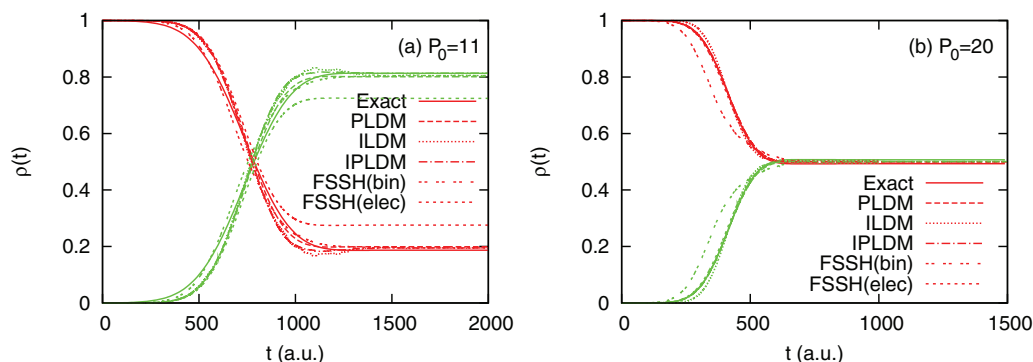 (a) P0=11
ρ(t)
1
0.8
0.6
0.4
0.2
0
Exact
PLDM
ILDM
IPLDM
FSSH(bin)
FSSH(elec)
0 500 1000 1500 2000
t (a.u.)
(b) P0=20
ρ(t)
1
0.8
0.6
0.4
0.2
0
Exact
PLDM
ILDM
IPLDM
FSSH(bin)
FSSH(elec)
0 500 1000 1500
t (a.u.)